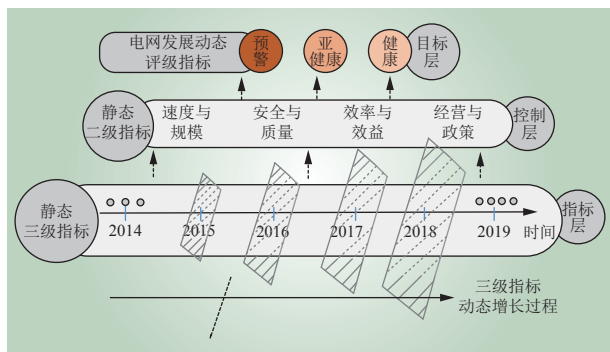 电网发展动态
评级指标
预
警
亚
健康
健
康
目标
层
静态
二级指标
速度与
规模
安全与
质量
效率与
效益
经营与
政策
控制
层
静态
三级指标
2014
2015
2016
2017
2018
2019
时间
指标
层
三级指标
动态增长过程